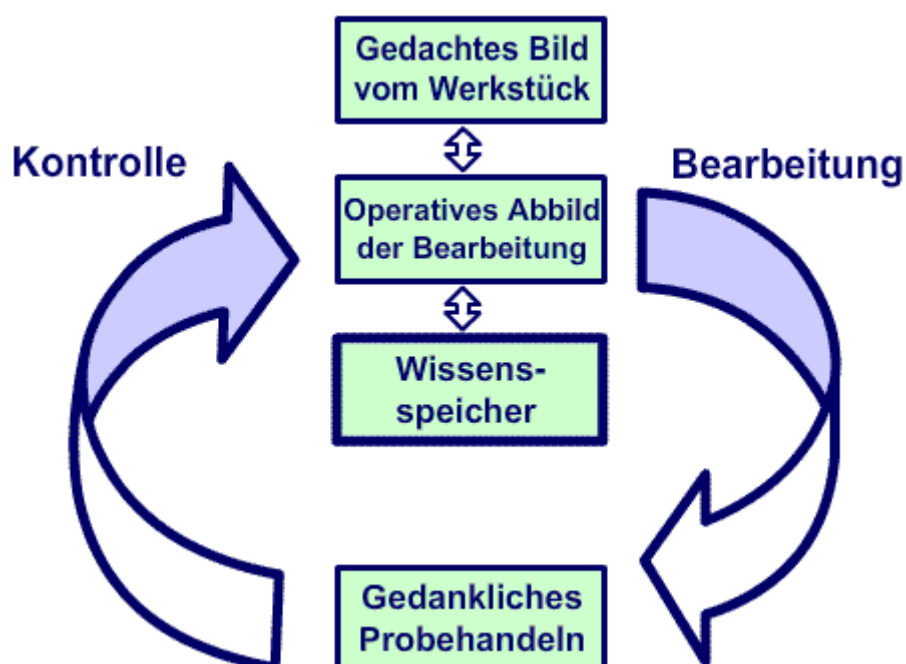 Gedachtes Bild
vom Werkstück
Kontrolle
Bearbeitung
Operatives Abbild
der Bearbeitung
Wissens-
speicher
Gedankliches
Probehandeln